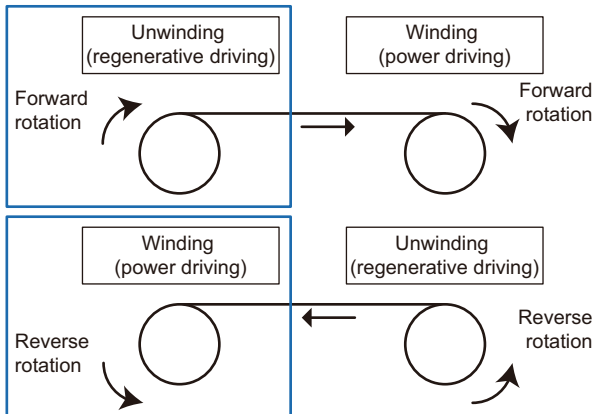 Unwinding
(regenerative driving)
Winding
(power driving)
Forward
rotation
Forward
rotation
Winding
(power driving)
Unwinding
(regenerative driving)
Reverse
rotation
Reverse
rotation